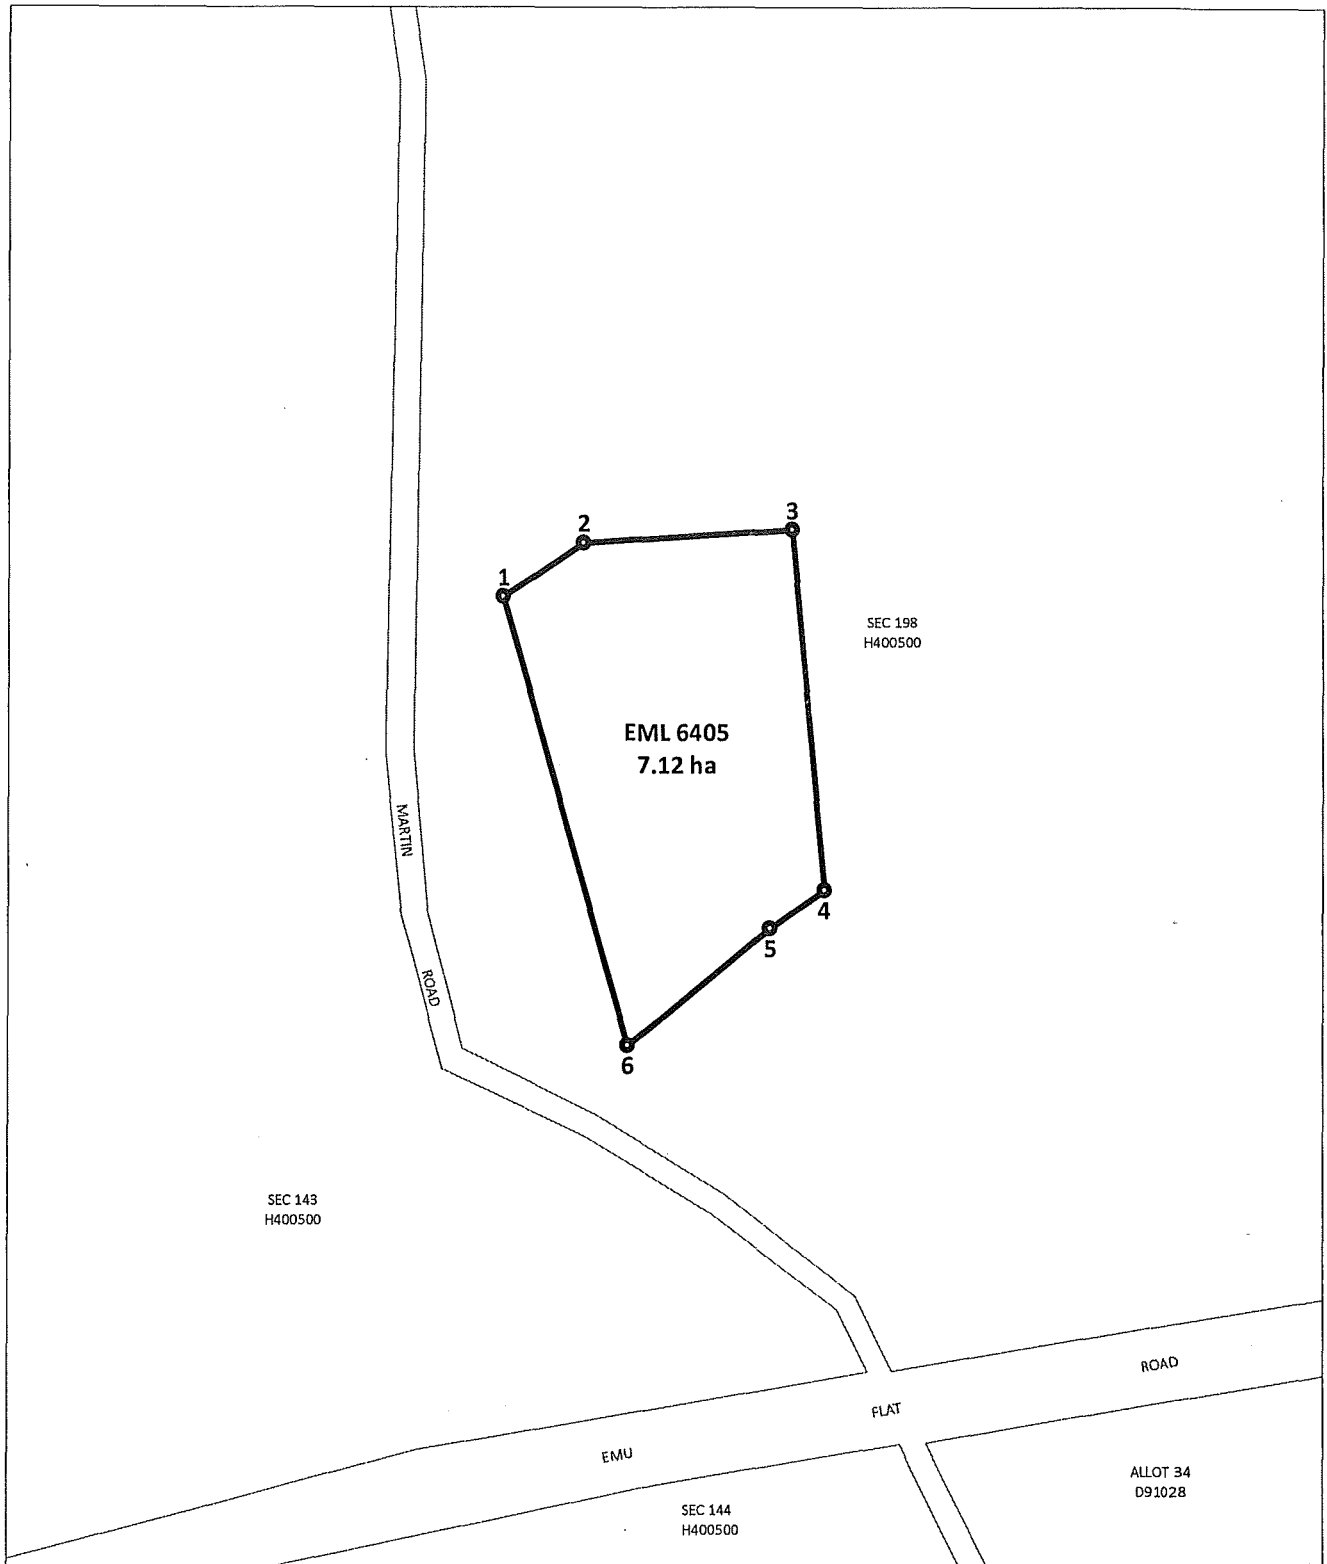 2
3
1
SEC 198
H400500
EML 6405
7.12 ha
MARTIN
4
5
ROAD
6
SEC 143
H400500
ROAD
FLAT
EMU
ALLOT 34
D91028
SEC 144
H400500